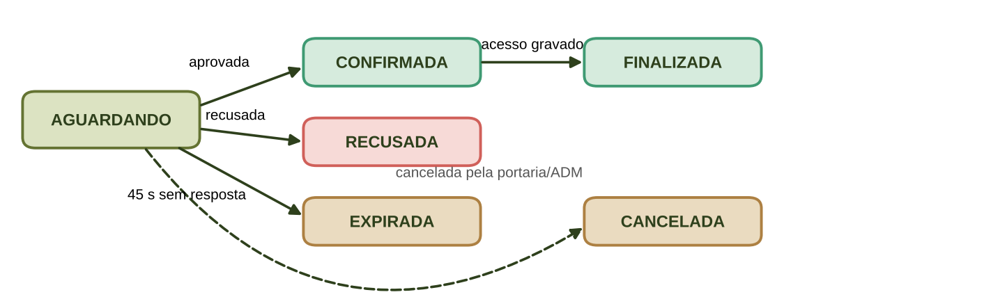 acesso gravado
CONFIRMADA
FINALIZADA
aprovada
AGUARDANDO
recusada
RECUSADA
cancelada pela portaria/ADM
45 s sem resposta
EXPIRADA
CANCELADA